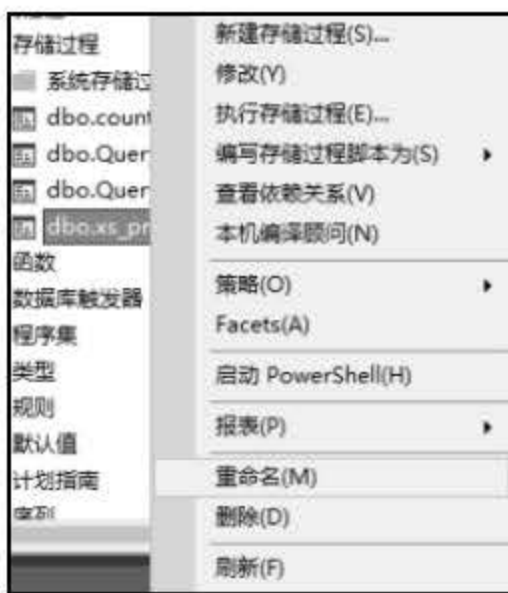 存储过程
系统存储过
dbo.coun
dbo.Quer
dbo.Quer
dbo.xs_pr
函数
数据库触发器
程序集
类型
规则
默认值
计划指南
序列
新建存储过程(S)...
修改(Y)
执行存储过程(E)...
编写存储过程脚本为(S)
查看依赖关系(V)
本机编译顾问(N)
策略(O)
Facets(A)
启动 PowerShell(H)
报表(P)
重命名(M)
删除(D)
刷新(F)